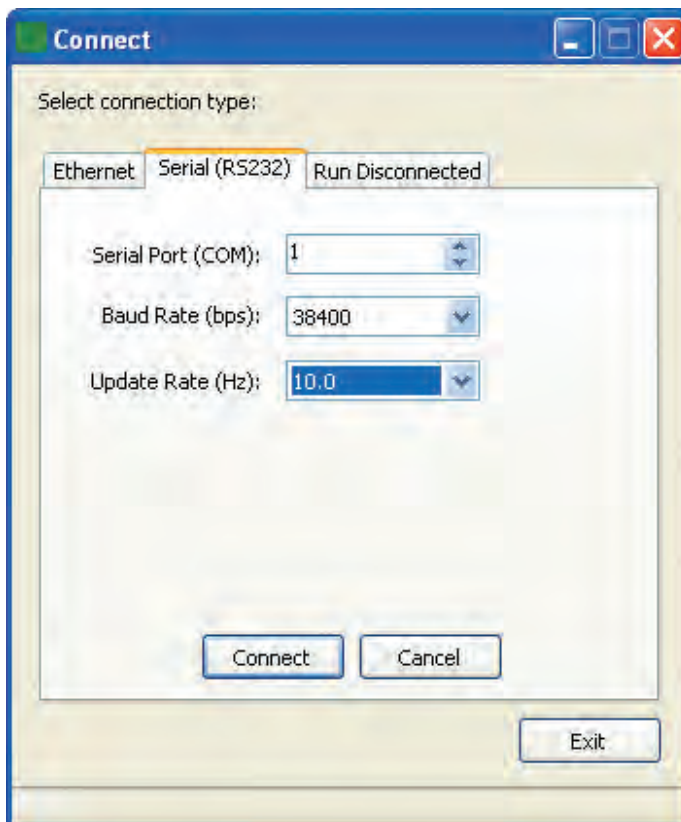 Connect
Select connection type:
Ethernet Serial (RS232) Run Disconnected
Serial Port (COM): 1
Baud Rate (bps): 38400
Update Rate (Hz): 10.0
Connect Cancel
Exit